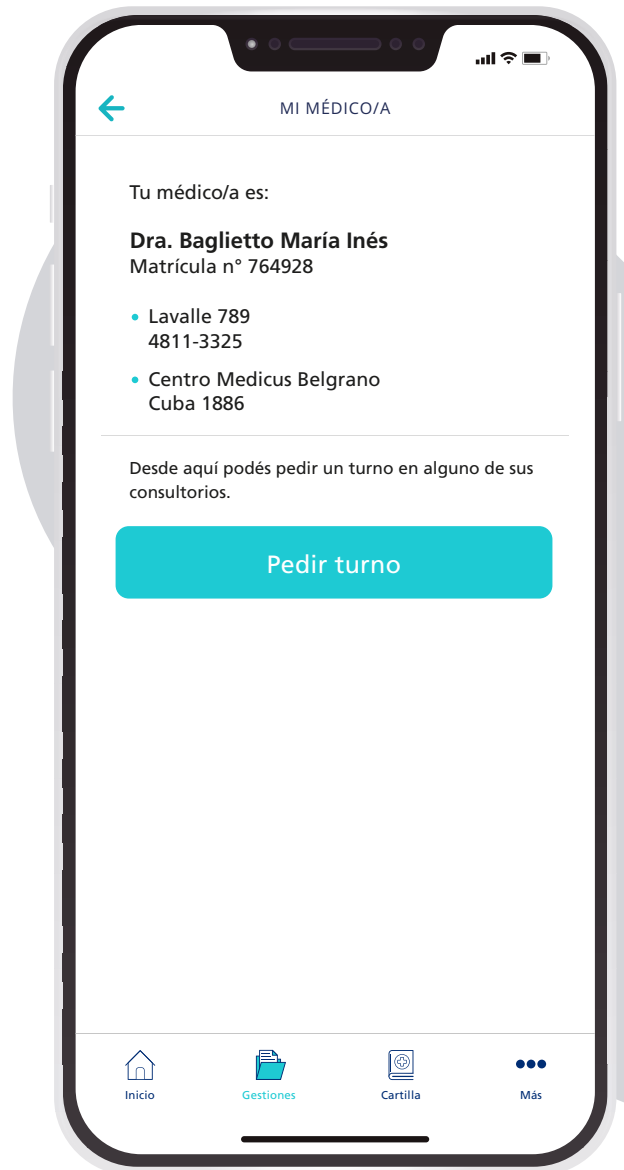 MI MÉDICO/A
Tu médico/a es:
Dra. Baglietto María Inés
Matrícula n° 764928
• Lavalle 789
4811-3325
• Centro Medicus Belgrano
Cuba 1886
Desde aquí podés pedir un turno en alguno de sus
consultorios.
Pedir turno
Inicio
Gestiones
Cartilla
Más